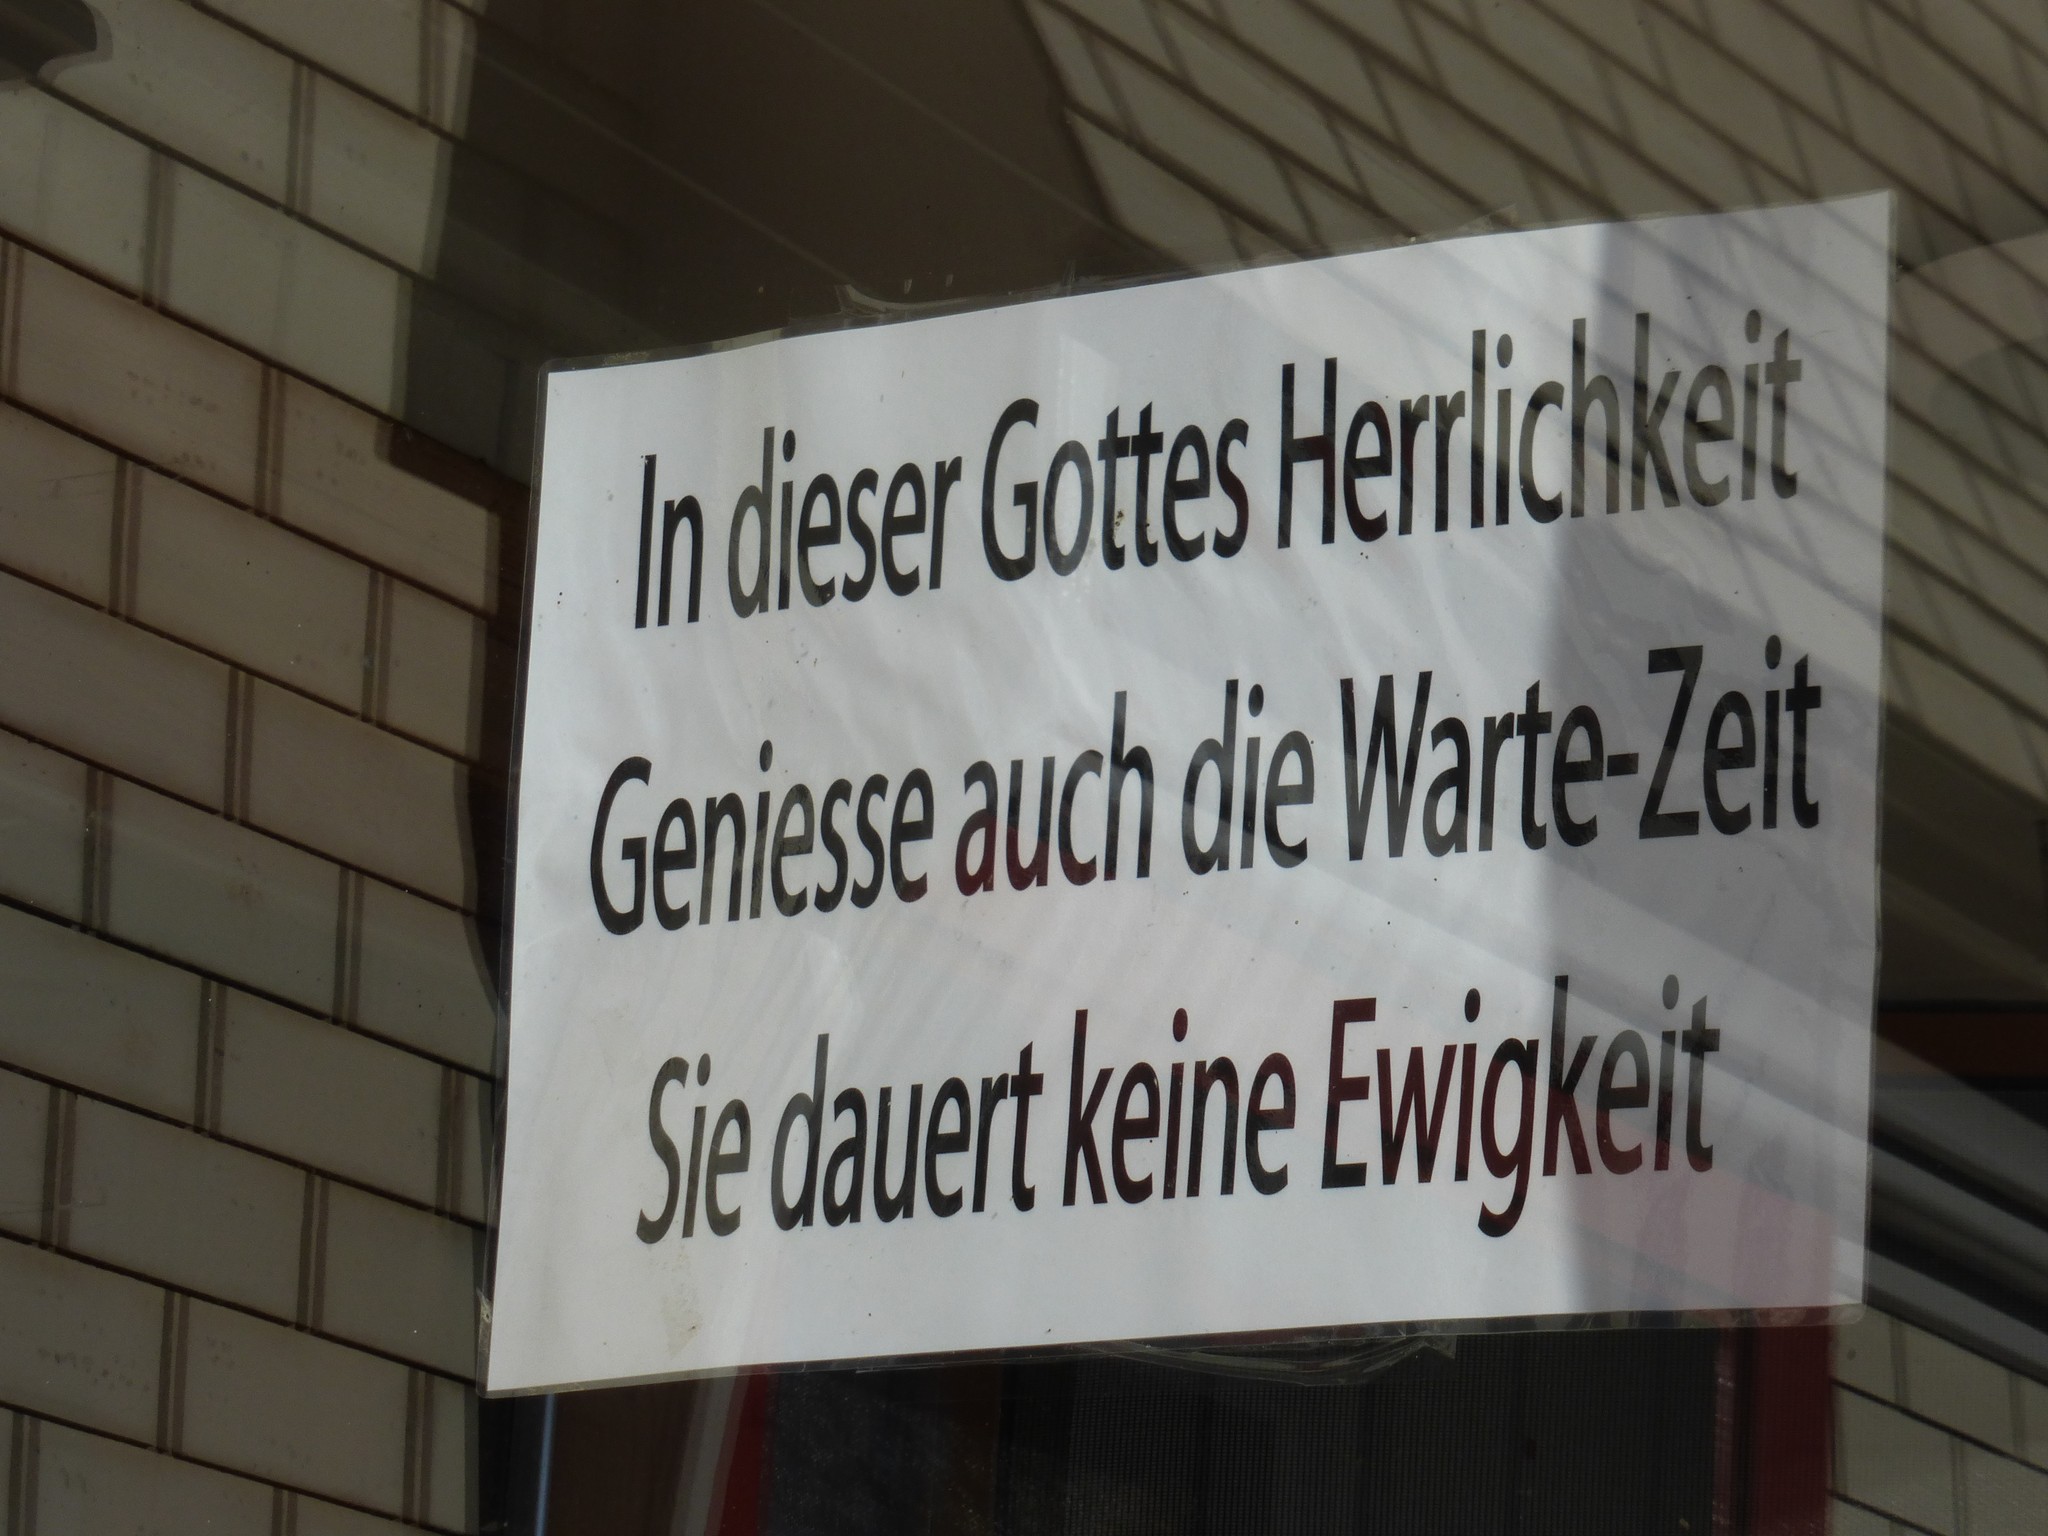 In dieser Gottes Herrlichkeit
Geniesse auch die Warte-Zeit
Sie dauert keine Ewigkeit